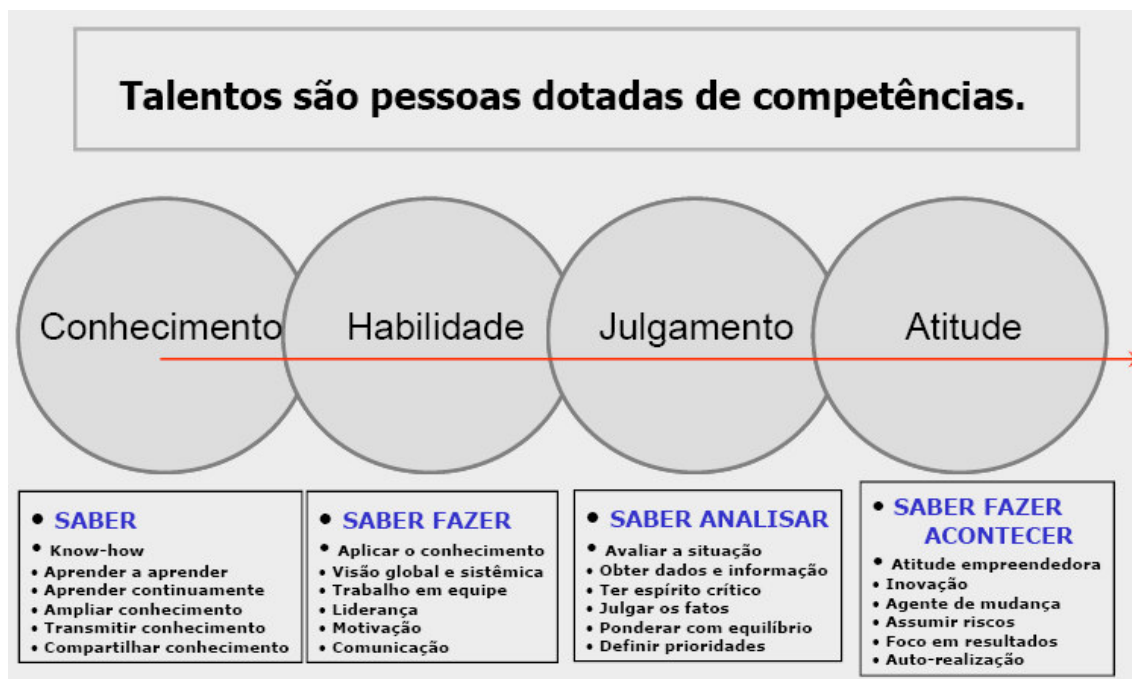 Talentos são pessoas dotadas de competências.
Conhecimento
Habilidade
Julgamento
Atitude
• SABER
• Know-how
• Aprender a aprender
• Aprender continuamente
• Ampliar conhecimento
• Transmitir conhecimento
• Compartilhar conhecimento
• SABER FAZER
• Aplicar o conhecimento
• Visão global e sistêmica
• Trabalho em equipe
• Liderança
• Motivação
• Comunicação
• SABER ANALISAR
• Avaliar a situação
• Obter dados e informação
• Ter espírito crítico
• Julgar os fatos
• Ponderar com equilíbrio
• Definir prioridades
• SABER FAZER
ACONTECER
• Atitude empreendedora
• Inovação
• Agente de mudança
• Assumir riscos
• Foco em resultados
• Auto-realização